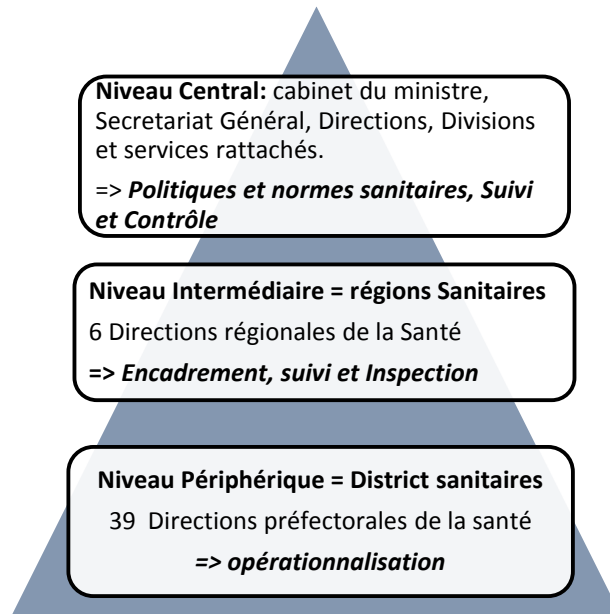 Niveau Central: cabinet du ministre,
Secretariat Général, Directions, Divisions
et services rattachés.
=> Politiques et normes sanitaires, Suivi
et Contrôle
Niveau Intermédiaire = régions Sanitaires
6 Directions régionales de la Santé
=> Encadrement, suivi et Inspection
Niveau Périphérique = District sanitaires
39 Directions préfectorales de la santé
=> opérationnalisation